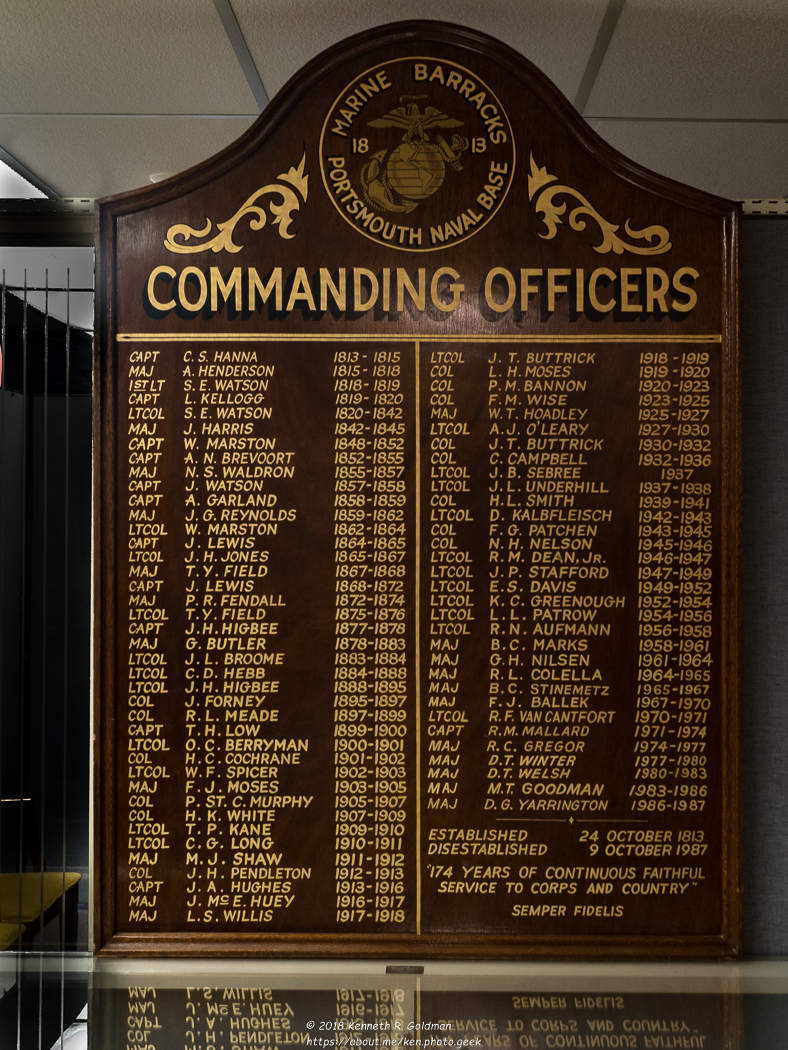 MARINE BARRACKS
18 13
PORTSMOUTH NAVAL BASE
COMMANDING OFFICERS
CAPT C. S. HANNA 1813 - 1815
MAJ A. HENDERSON 1815 - 1818
1ST LT S. E. WATSON 1818 - 1819
CAPT L. KELLOGG 1819 - 1820
LTCOL S. E. WATSON 1820 - 1842
MAJ J. HARRIS 1842 - 1845
CAPT W. MARSTON 1848 - 1852
CAPT A. N. BREVOORT 1852 - 1855
MAJ N. S. WALDRON 1855 - 1857
CAPT J. WATSON 1857 - 1858
CAPT A. GARLAND 1858 - 1859
MAJ J. G. REYNOLDS 1859 - 1862
LTCOL W. MARSTON 1862 - 1864
CAPT J. LEWIS 1864 - 1865
LTCOL J. H. JONES 1865 - 1867
MAJ T. Y. FIELD 1867 - 1868
CAPT J. LEWIS 1868 - 1872
MAJ P. R. FENDALL 1872 - 1874
LTCOL T. Y. FIELD 1875 - 1876
CAPT J. H. HIGBEE 1877 - 1878
MAJ G. BUTLER 1878 - 1883
LTCOL J. L. BROOME 1883 - 1884
LTCOL C. D. HEBB 1884 - 1888
LTCOL J. H. HIGBEE 1888 - 1895
COL J. FORNEY 1895 - 1897
COL R. L. MEADE 1897 - 1899
CAPT T. H. LOW 1899 - 1900
LTCOL O. C. BERRYMAN 1900 - 1901
COL H. C. COCHRANE 1901 - 1902
LTCOL W. F. SPICER 1902 - 1903
MAJ F. J. MOSES 1903 - 1905
COL P. ST. C. MURPHY 1905 - 1907
COL H. K. WHITE 1907 - 1909
LTCOL T. P. KANE 1909 - 1910
LTCOL C. G. LONG 1910 - 1911
MAJ M. J. SHAW 1911 - 1912
COL J. H. PENDLETON 1912 - 1913
CAPT J. A. HUGHES 1913 - 1916
MAJ J. Mc E. HUEY 1916 - 1917
MAJ L. S. WILLIS 1917 - 1918
LTCOL J. T. BUTTRICK 1918 - 1919
COL L. H. MOSES 1919 - 1920
COL P. M. BANNON 1920 - 1923
COL F. M. WISE 1923 - 1925
MAJ W. T. HOADLEY 1925 - 1927
LTCOL A. J. O'LEARY 1927 - 1930
COL J. T. BUTTRICK 1930 - 1932
COL C. CAMPBELL 1932 - 1936
LTCOL J. B. SEBREE 1937
LTCOL J. L. UNDERHILL 1937 - 1938
COL H. L. SMITH 1939 - 1941
LTCOL D. KALBFLEISCH 1942 - 1943
COL F. G. PATCHEN 1943 - 1945
COL N. H. NELSON 1945 - 1946
LTCOL R. M. DEAN, JR. 1946 - 1947
LTCOL J. P. STAFFORD 1947 - 1949
LTCOL E. S. DAVIS 1949 - 1952
LTCOL K. C. GREENOUGH 1952 - 1954
LTCOL L. L. PATROW 1954 - 1956
LTCOL R. N. AUFMANN 1956 - 1958
MAJ B. C. MARKS 1958 - 1961
MAJ G. H. NILSEN 1961 - 1964
MAJ R. L. COLELLA 1964 - 1965
MAJ B. C. STINEMETZ 1965 - 1967
MAJ F. J. BALLEK 1967 - 1970
LTCOL R. F. VAN CANTFORT 1970 - 1971
CAPT R. M. MALLARD 1971 - 1974
MAJ R. C. GREGOR 1974 - 1977
MAJ D. T. WINTER 1977 - 1980
MAJ D. T. WELSH 1980 - 1983
MAJ M. T. GOODMAN 1983 - 1986
MAJ D. G. YARRINGTON 1986 - 1987
ESTABLISHED 24 OCTOBER 1813
DISESTABLISHED 9 OCTOBER 1987
"174 YEARS OF CONTINUOUS FAITHFUL
SERVICE TO CORPS AND COUNTRY"
SEMPER FIDELIS
© 2018 Kenneth R. Goldman
https://about.me/ken.photo.geek